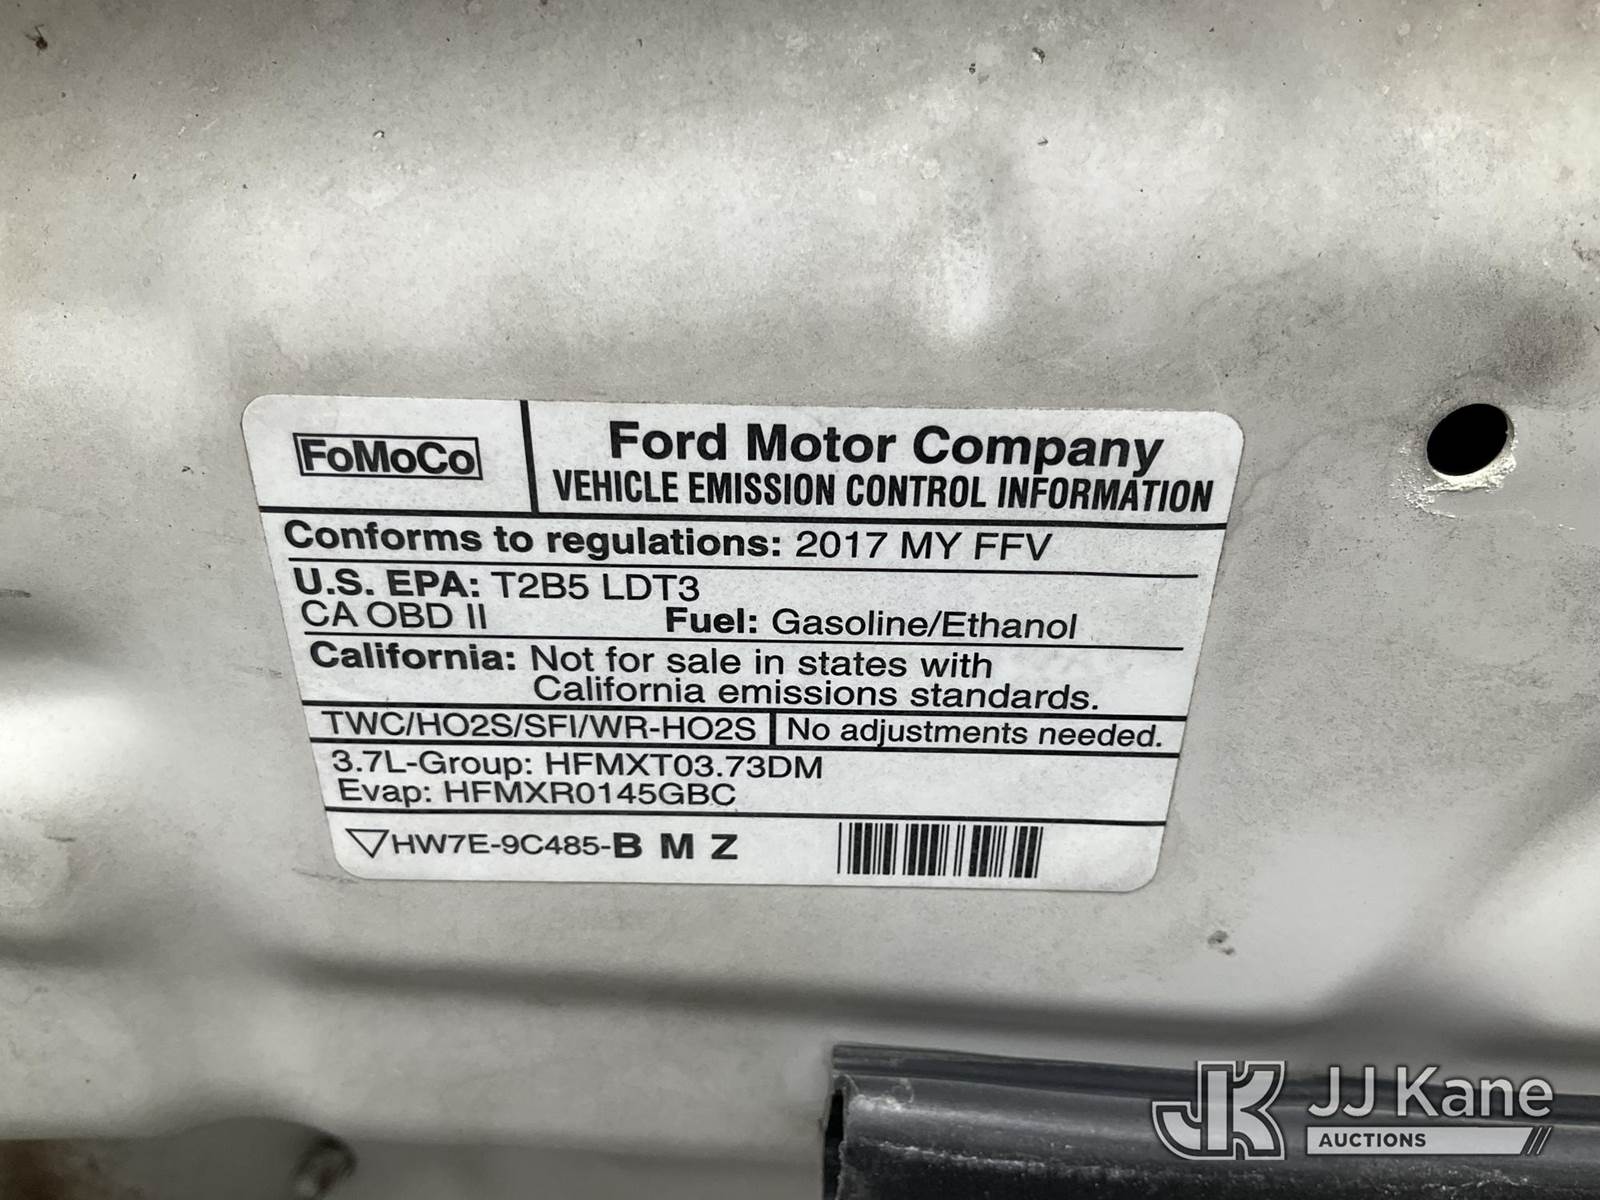 FoMoCo
Ford Motor Company
VEHICLE EMISSION CONTROL INFORMATION
Conforms to regulations: 2017 MY FFV
U.S. EPA: T2B5 LDT3
CA OBD II Fuel: Gasoline/Ethanol
California: Not for sale in states with
California emissions standards.
TWC/HO2S/SFI/WR-HO2S No adjustments needed.
3.7L-Group: HFMXT03.73DM
Evap: HFMXR0145GBC
HW7E-9C485-B M Z
JK JJ Kane
AUCTIONS